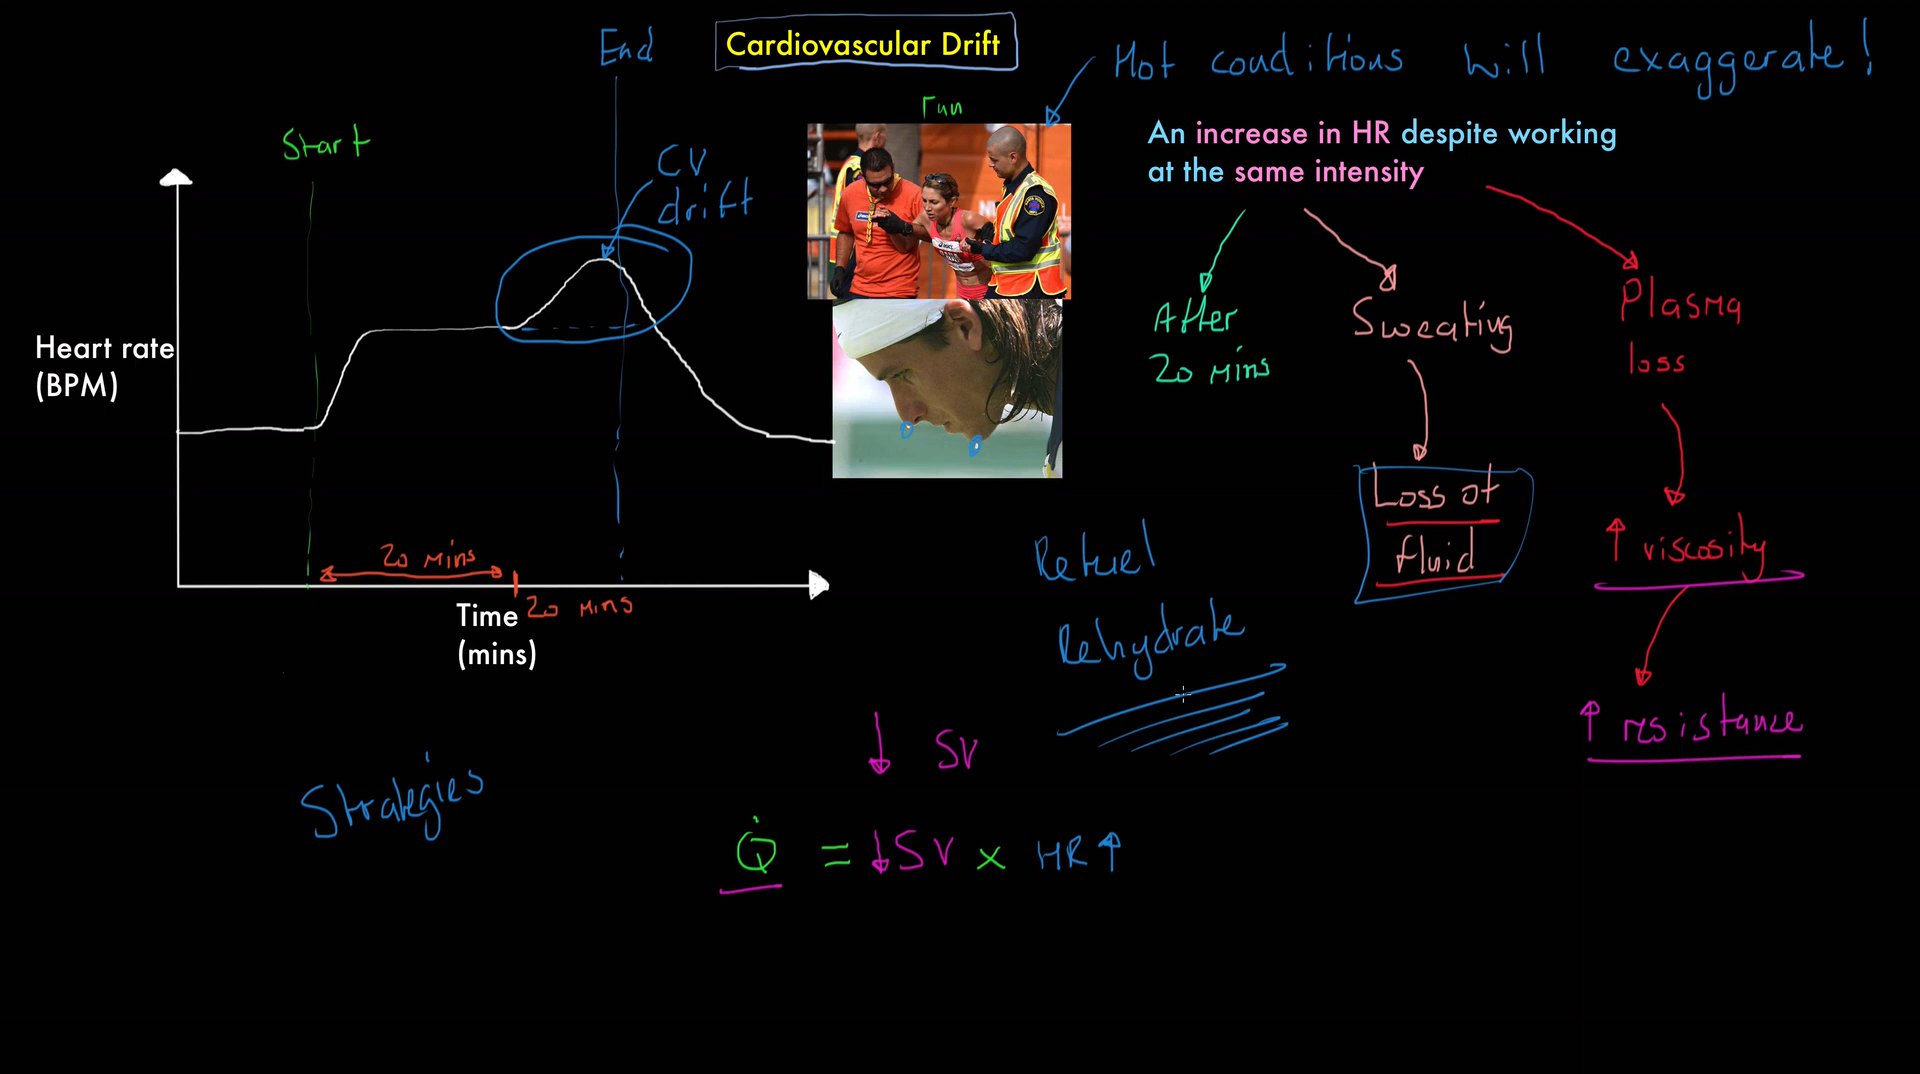 End
Cardiovascular Drift
Hot conditions will exaggerate!
Start
CV
drift
An increase in HR despite working
at the same intensity
Heart rate
(BPM)
After
20 mins
Sweating
Plasma
loss
Loss of
fluid
↑ viscosity
↑ resistance
20 mins
20 mins
Time
(mins)
Refuel
Rehydrate
Strategies
↓ SV
Q̇ = ↓SV x HR↑